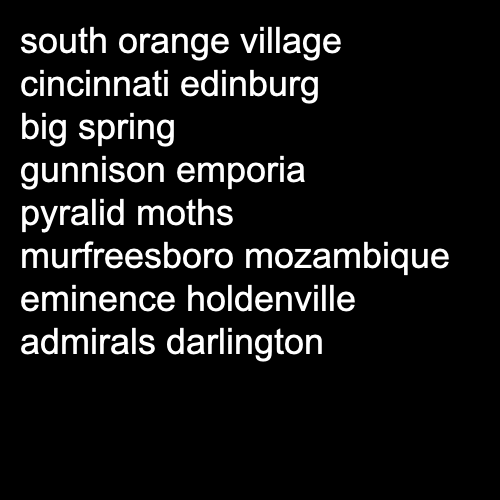 south orange village
cincinnati edinburg
big spring
gunnison emporia
pyralid moths
murfreesboro mozambique
eminence holdenville
admirals darlington